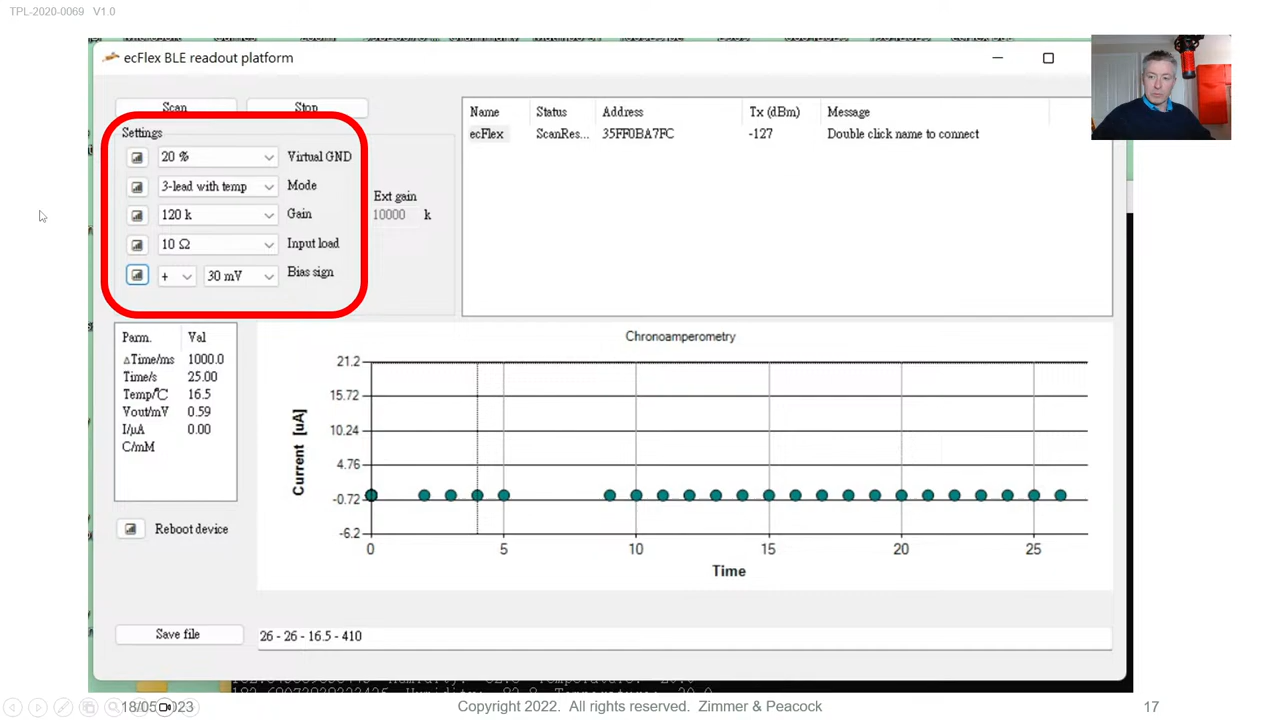 TPL-2020-0069 V1.0
ecFlex BLE readout platform
Scan Stop
Settings
20 % Virtual GND
3-lead with temp Mode
120 k Gain
10 Ω Input load
+ 30 mV Bias sign
Ext gain
10000 k
Name Status Address Tx (dBm) Message
ecFlex ScanRes... 35FF0BA7FC -127 Double click name to connect
Parm. Val
△Time/ms 1000.0
Time/s 25.00
Temp/℃ 16.5
Vout/mV 0.59
I/µA 0.00
C/mM
Reboot device
Chronoamperometry
Current [uA]
21.2
15.72
10.24
4.76
-0.72
-6.2
0 5 10 15 20 25
Time
Save file 26 - 26 - 16.5 - 410
Copyright 2022. All rights reserved. Zimmer & Peacock
17